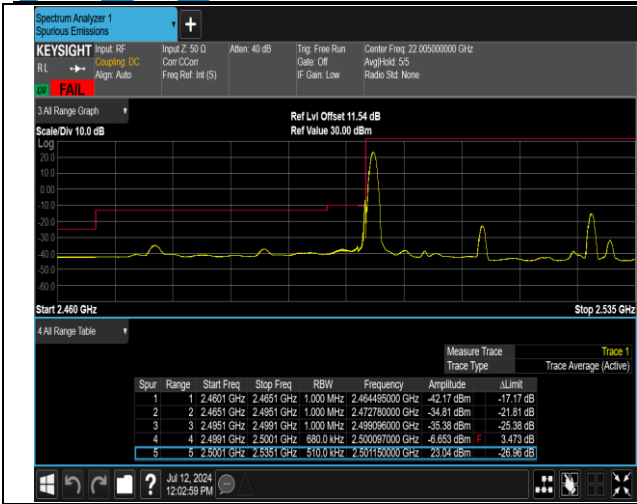 Spectrum Analyzer 1
Spurious Emissions
+
KEYSIGHT Input: RF Input Z: 50 Ω Atten: 40 dB Trig: Free Run Center Freq: 22.005000000 GHz
RL Coupling: DC Corr CCorr Gate: Off Avg|Hold: 5/5
Align: Auto Freq Ref: Int (S) IF Gain: Low Radio Std: None
FAIL
3 All Range Graph
Ref Lvl Offset 11.54 dB
Scale/Div 10.0 dB Ref Value 30.00 dBm
Log
20.0
10.0
0.00
-10.0
-20.0
-30.0
-40.0
-50.0
-60.0
Start 2.460 GHz Stop 2.535 GHz
4 All Range Table
Measure Trace Trace 1
Trace Type Trace Average (Active)
Spur Range Start Freq Stop Freq RBW Frequency Amplitude ΔLimit
1 1 2.4601 GHz 2.4651 GHz 1.000 MHz 2.464495000 GHz -42.17 dBm -17.17 dB
2 2 2.4651 GHz 2.4951 GHz 1.000 MHz 2.472780000 GHz -34.81 dBm -21.81 dB
3 3 2.4951 GHz 2.4991 GHz 1.000 MHz 2.499096000 GHz -35.38 dBm -25.38 dB
4 4 2.4991 GHz 2.5001 GHz 680.0 kHz 2.500097000 GHz -6.653 dBm F 3.473 dB
5 5 2.5001 GHz 2.5351 GHz 510.0 kHz 2.501150000 GHz 23.04 dBm -26.96 dB
? Jul 12, 2024
12:02:59 PM